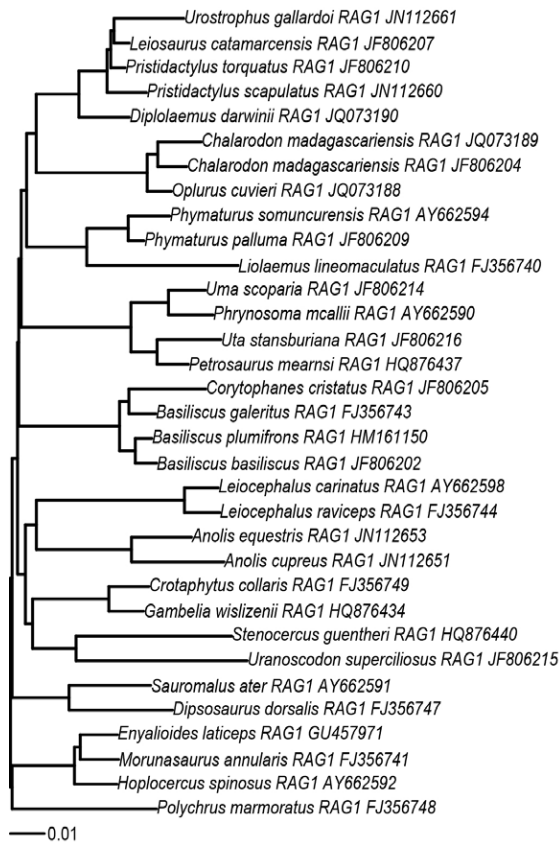 Urostrophus gallardoi RAG1 JN112661
Leiosaurus catamarcensis RAG1 JF806207
Pristidactylus torquatus RAG1 JF806210
Pristidactylus scapulatus RAG1 JN112660
Diplolaemus darwinii RAG1 JQ073190
Chalarodon madagascariensis RAG1 JQ073189
Chalarodon madagascariensis RAG1 JF806204
Oplurus cuvieri RAG1 JQ073188
Phymaturus somuncurensis RAG1 AY662594
Phymaturus palluma RAG1 JF806209
Liolaemus lineomaculatus RAG1 FJ356740
Uma scoparia RAG1 JF806214
Phrynosoma mcallii RAG1 AY662590
Uta stansburiana RAG1 JF806216
Petrosaurus mearnsi RAG1 HQ876437
Corytophanes cristatus RAG1 JF806205
Basiliscus galeritus RAG1 FJ356743
Basiliscus plumifrons RAG1 HM161150
Basiliscus basiliscus RAG1 JF806202
Leiocephalus carinatus RAG1 AY662598
Leiocephalus raviceps RAG1 FJ356744
Anolis equestris RAG1 JN112653
Anolis cupreus RAG1 JN112651
Crotaphytus collaris RAG1 FJ356749
Gambelia wislizenii RAG1 HQ876434
Stenocercus guentheri RAG1 HQ876440
Uranoscodon superciliosus RAG1 JF806215
Sauromalus ater RAG1 AY662591
Dipsosaurus dorsalis RAG1 FJ356747
Enyalioides laticeps RAG1 GU457971
Morunasaurus annularis RAG1 FJ356741
Hoplocercus spinosus RAG1 AY662592
Polychrus marmoratus RAG1 FJ356748
0.01